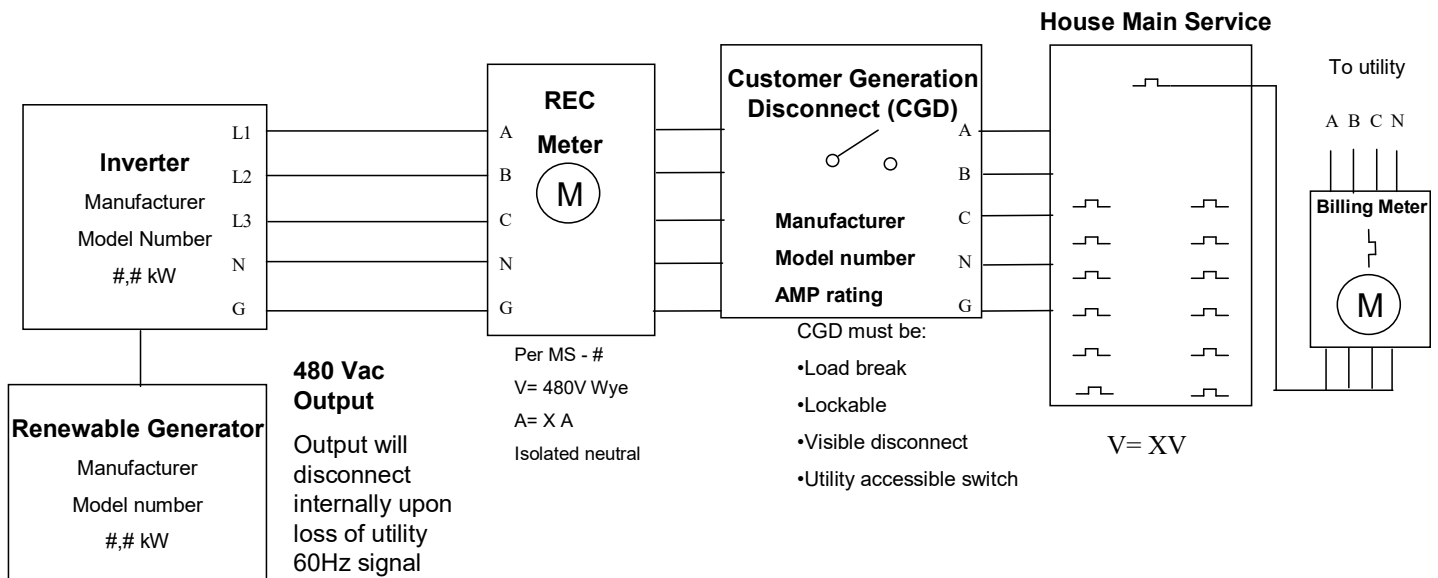 House Main Service
To utility
A B C N
Billing Meter
M
Customer Generation
Disconnect (CGD)
A
B
C
N
G
Manufacturer
Model number
AMP rating
CGD must be:
•Load break
•Lockable
•Visible disconnect
•Utility accessible switch
V= XV
REC
Meter
M
A
B
C
N
G
Per MS - #
V= 480V Wye
A= X A
Isolated neutral
Inverter
Manufacturer
Model Number
#,# kW
L1
L2
L3
N
G
480 Vac
Output
Output will
disconnect
internally upon
loss of utility
60Hz signal
Renewable Generator
Manufacturer
Model number
#,# kW